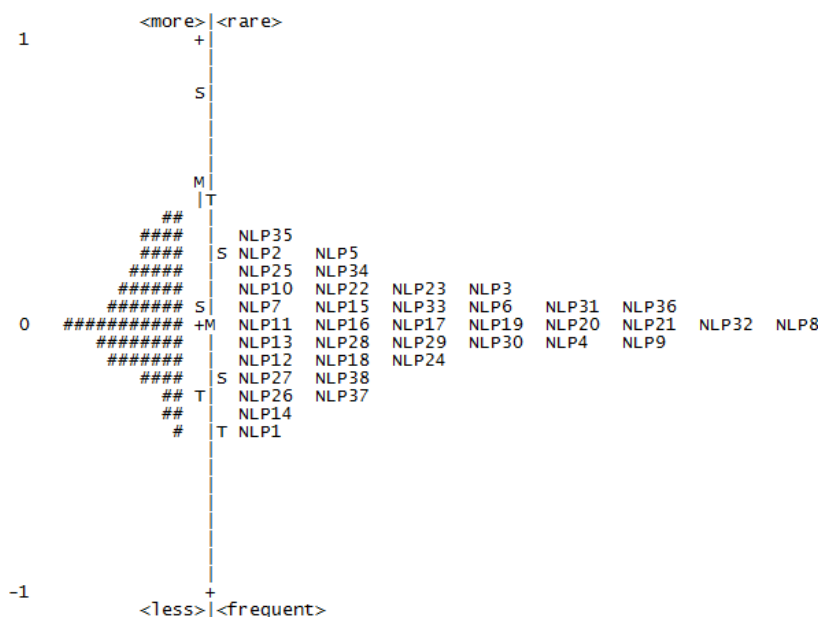 <more>|<rare>
1 +|
|
|
S|
|
|
|
|
M|
|T
## |
#### | NLP35
#### |S NLP2 NLP5
##### | NLP25 NLP34
###### | NLP10 NLP22 NLP23 NLP3
####### S| NLP7 NLP15 NLP33 NLP6 NLP31 NLP36
0 ########### +M NLP11 NLP16 NLP17 NLP19 NLP20 NLP21 NLP32 NLP8
######## | NLP13 NLP28 NLP29 NLP30 NLP4 NLP9
####### | NLP12 NLP18 NLP24
#### |S NLP27 NLP38
## T| NLP26 NLP37
## | NLP14
# |T NLP1
|
|
|
|
|
|
|
|
-1 +
<less>|<frequent>